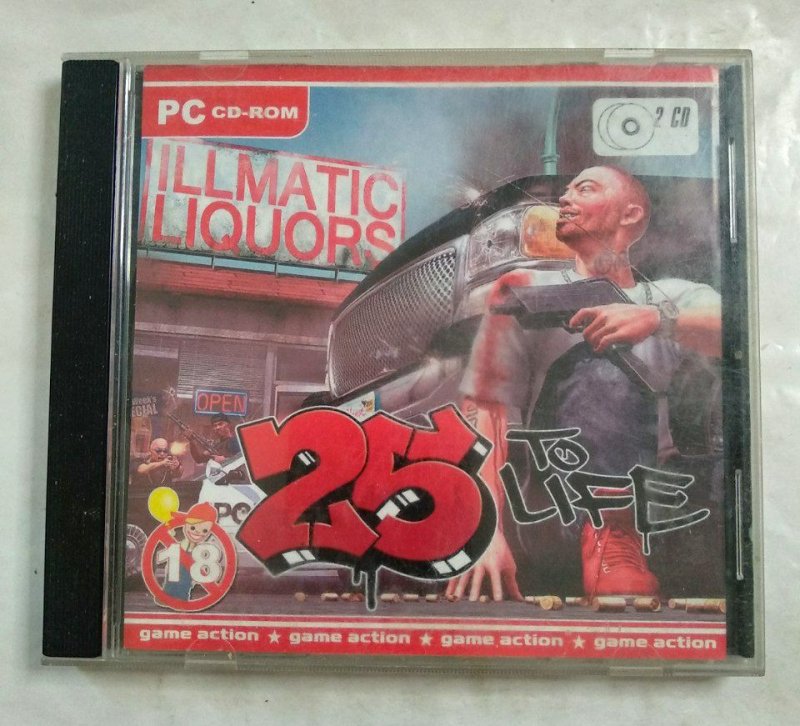 PC CD-ROM
2 CD
ILLMATIC
LIQUORS
OPEN
25 TO
LIFE
18
game action ★ game action ★ game action ★ game action